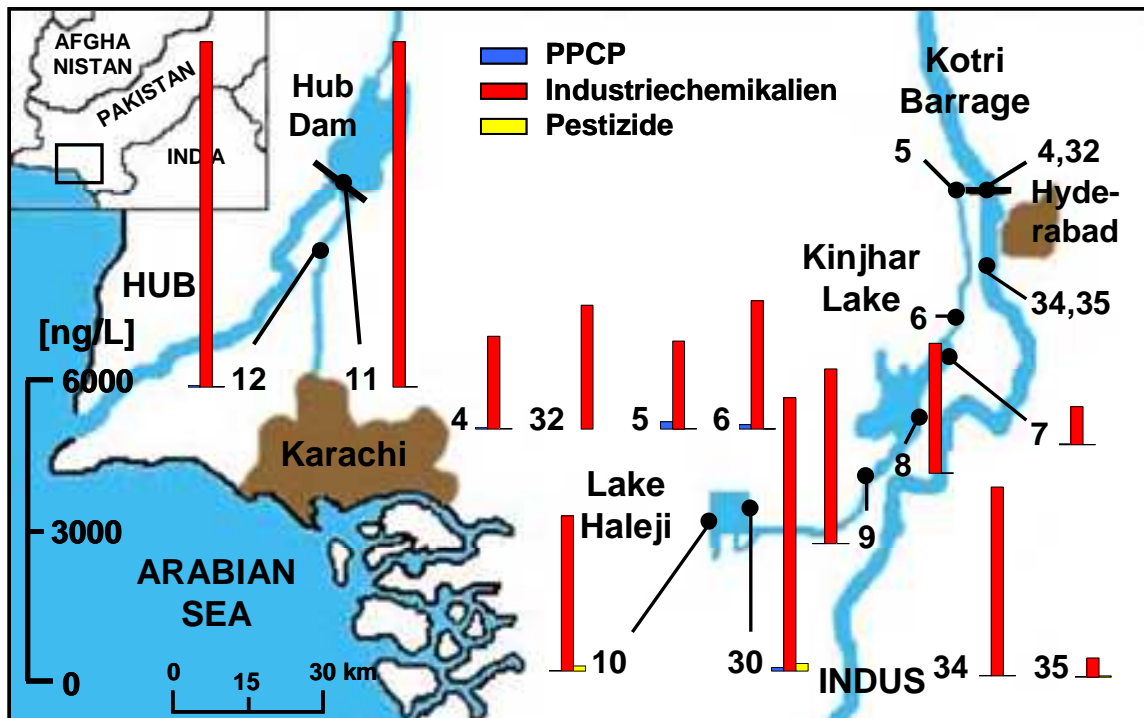 AFGHA
NISTAN
PAKISTAN
INDIA
Hub
Dam
PPCP
Industriechemikalien
Pestizide
Kotri
Barrage
5
4,32
Hyde-
rabad
HUB
Kinjhar
Lake
34,35
[ng/L]
6
6000
12
11
4
32
5
6
7
Karachi
8
Lake
Haleji
9
3000
ARABIAN
SEA
10
30
INDUS
34
35
0
0
15
30 km